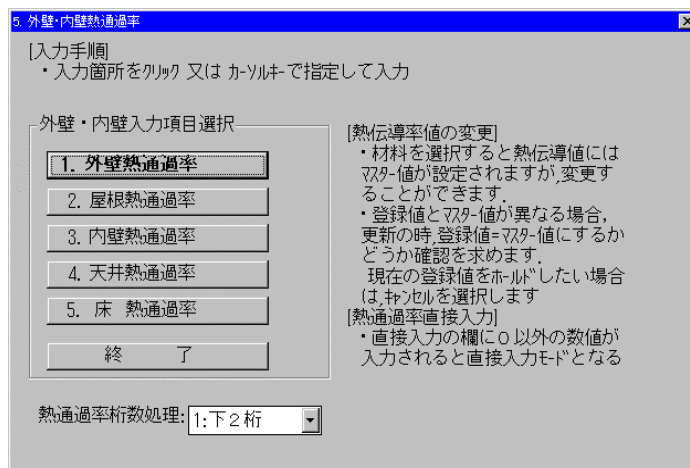 5. 外壁・内壁熱通過率
[入力手順]
・入力箇所をｸﾘｯｸ 又は ｶｰｿﾙｷｰで指定して入力
外壁・内壁入力項目選択
1. 外壁熱通過率
2. 屋根熱通過率
3. 内壁熱通過率
4. 天井熱通過率
5. 床 熱通過率
終 了
熱通過率桁数処理:
1:下２桁
[熱伝導率値の変更]
・材料を選択すると熱伝導値には
ﾏｽﾀｰ値が設定されますが,変更す
ることができます.
・登録値とﾏｽﾀｰ値が異なる場合,
更新の時,登録値=ﾏｽﾀｰ値にするか
どうか確認を求めます.
現在の登録値をﾎｰﾙﾄﾞしたい場合
は,ｷｬﾝｾﾙを選択します
[熱通過率直接入力]
・直接入力の欄に０以外の数値が
入力されると直接入力ﾓｰﾄﾞとなる